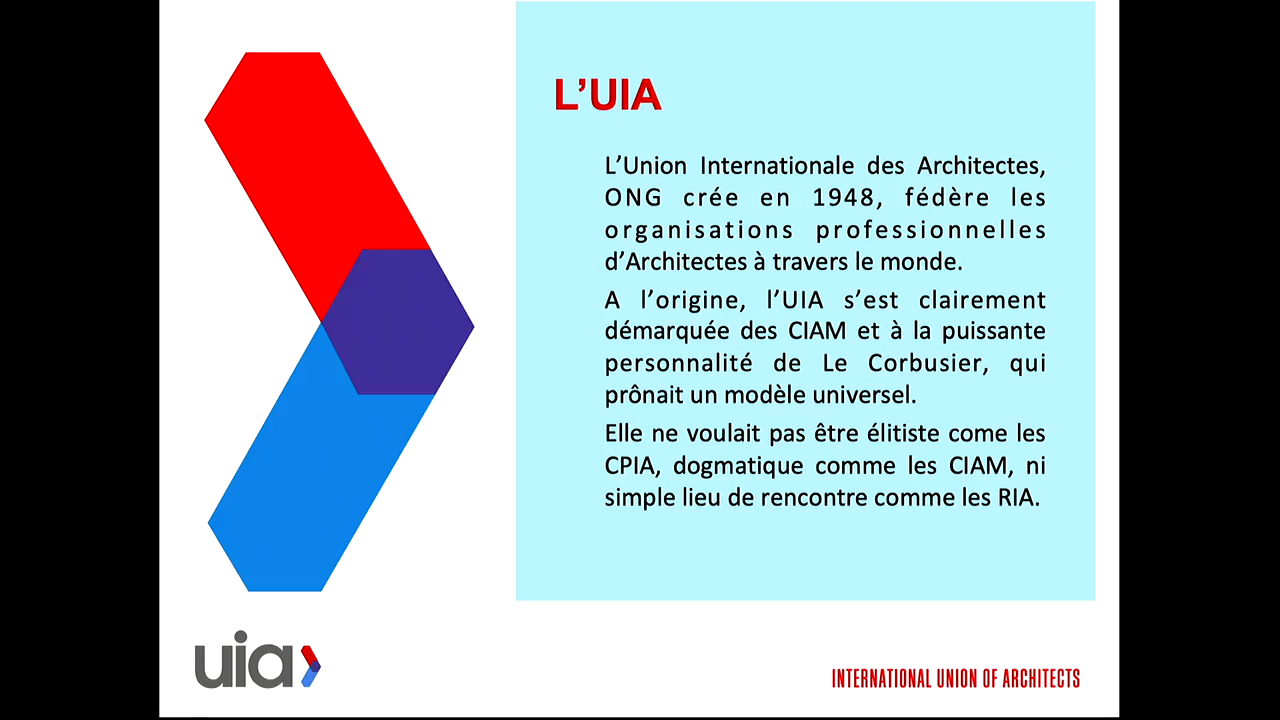 L’UIA
L’Union Internationale des Architectes,
ONG crée en 1948, fédère les
organisations professionnelles
d’Architectes à travers le monde.
A l’origine, l’UIA s’est clairement
démarquée des CIAM et à la puissante
personnalité de Le Corbusier, qui
prônait un modèle universel.
Elle ne voulait pas être élitiste come les
CPIA, dogmatique comme les CIAM, ni
simple lieu de rencontre comme les RIA.
uia
INTERNATIONAL UNION OF ARCHITECTS